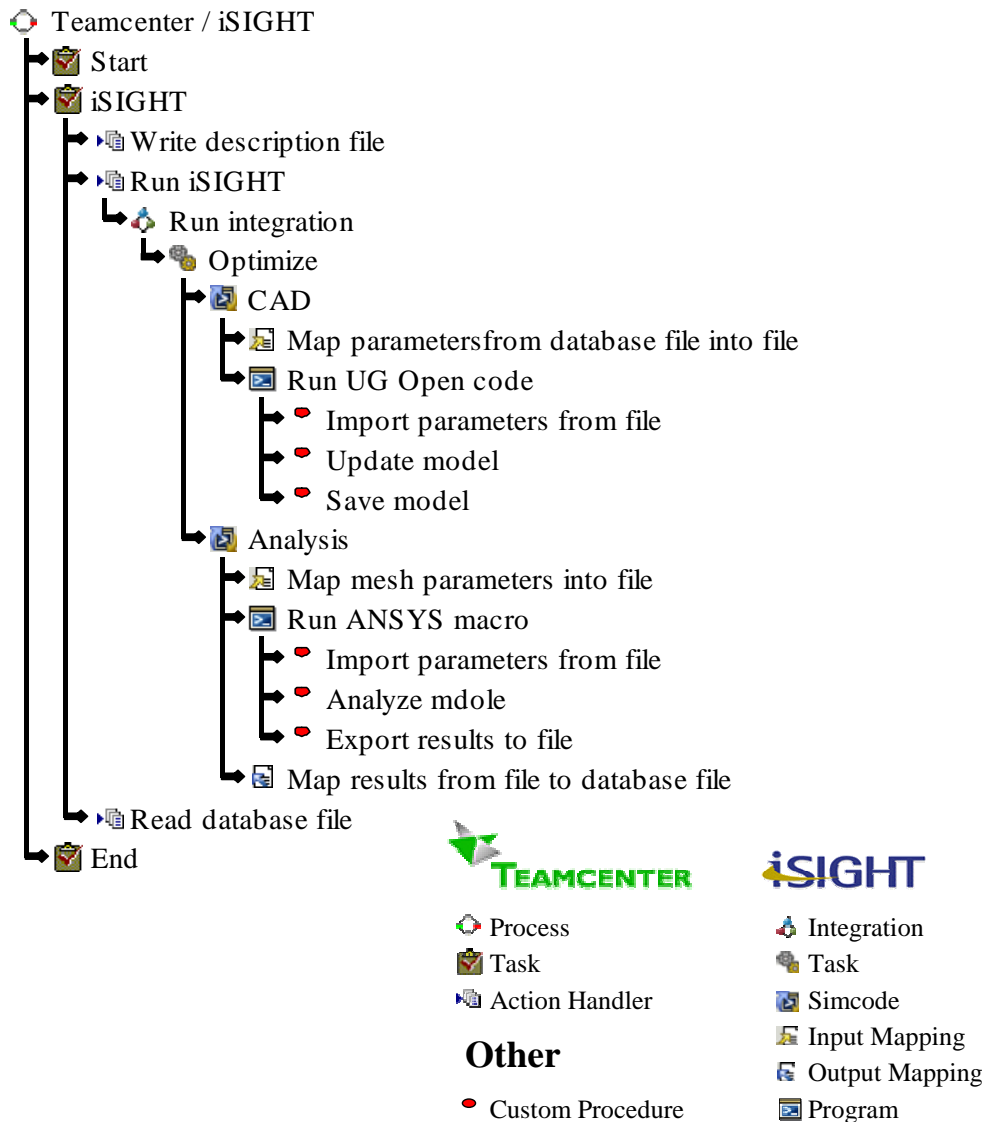 Teamcenter / iSIGHT
Start
iSIGHT
Write description file
Run iSIGHT
Run integration
Optimize
CAD
Map parametersfrom database file into file
Run UG Open code
Import parameters from file
Update model
Save model
Analysis
Map mesh parameters into file
Run ANSYS macro
Import parameters from file
Analyze mdole
Export results to file
Map results from file to database file
Read database file
End
TEAMCENTER
Process
Task
Action Handler
Other
Custom Procedure
iSIGHT
Integration
Task
Simcode
Input Mapping
Output Mapping
Program